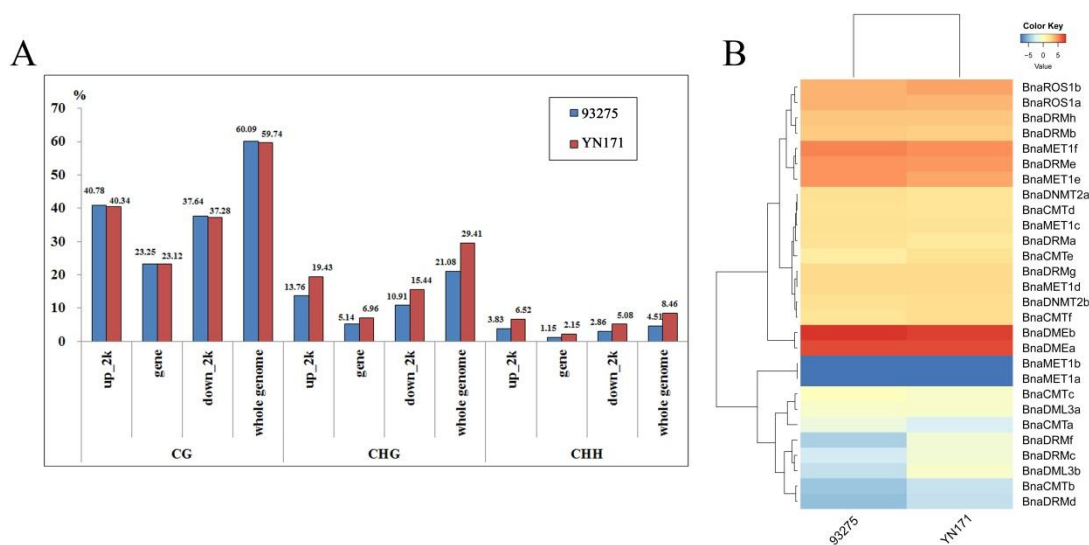 A
%
70
60
50
40
30
20
10
0
93275
YN171
40.78
40.34
23.25
23.12
37.64
37.28
60.09
59.74
13.76
19.43
5.14
6.96
10.91
15.44
21.08
29.41
3.83
6.52
1.15
2.15
2.86
5.08
4.51
8.46
up_2k
gene
down_2k
whole genome
up_2k
gene
down_2k
whole genome
up_2k
gene
down_2k
whole genome
CG
CHG
CHH
B
Color Key
-5 0 5
Value
BnaROS1b
BnaROS1a
BnaDRMh
BnaDRMb
BnaMET1f
BnaDRMe
BnaMET1e
BnaDNMT2a
BnaCMTd
BnaMET1c
BnaDRMa
BnaCMTe
BnaDRMg
BnaMET1d
BnaDNMT2b
BnaCMTf
BnaDMEb
BnaDMEa
BnaMET1b
BnaMET1a
BnaCMTc
BnaDML3a
BnaCMTa
BnaDRMf
BnaDRMc
BnaDML3b
BnaCMTb
BnaDRMd
93275
YN171